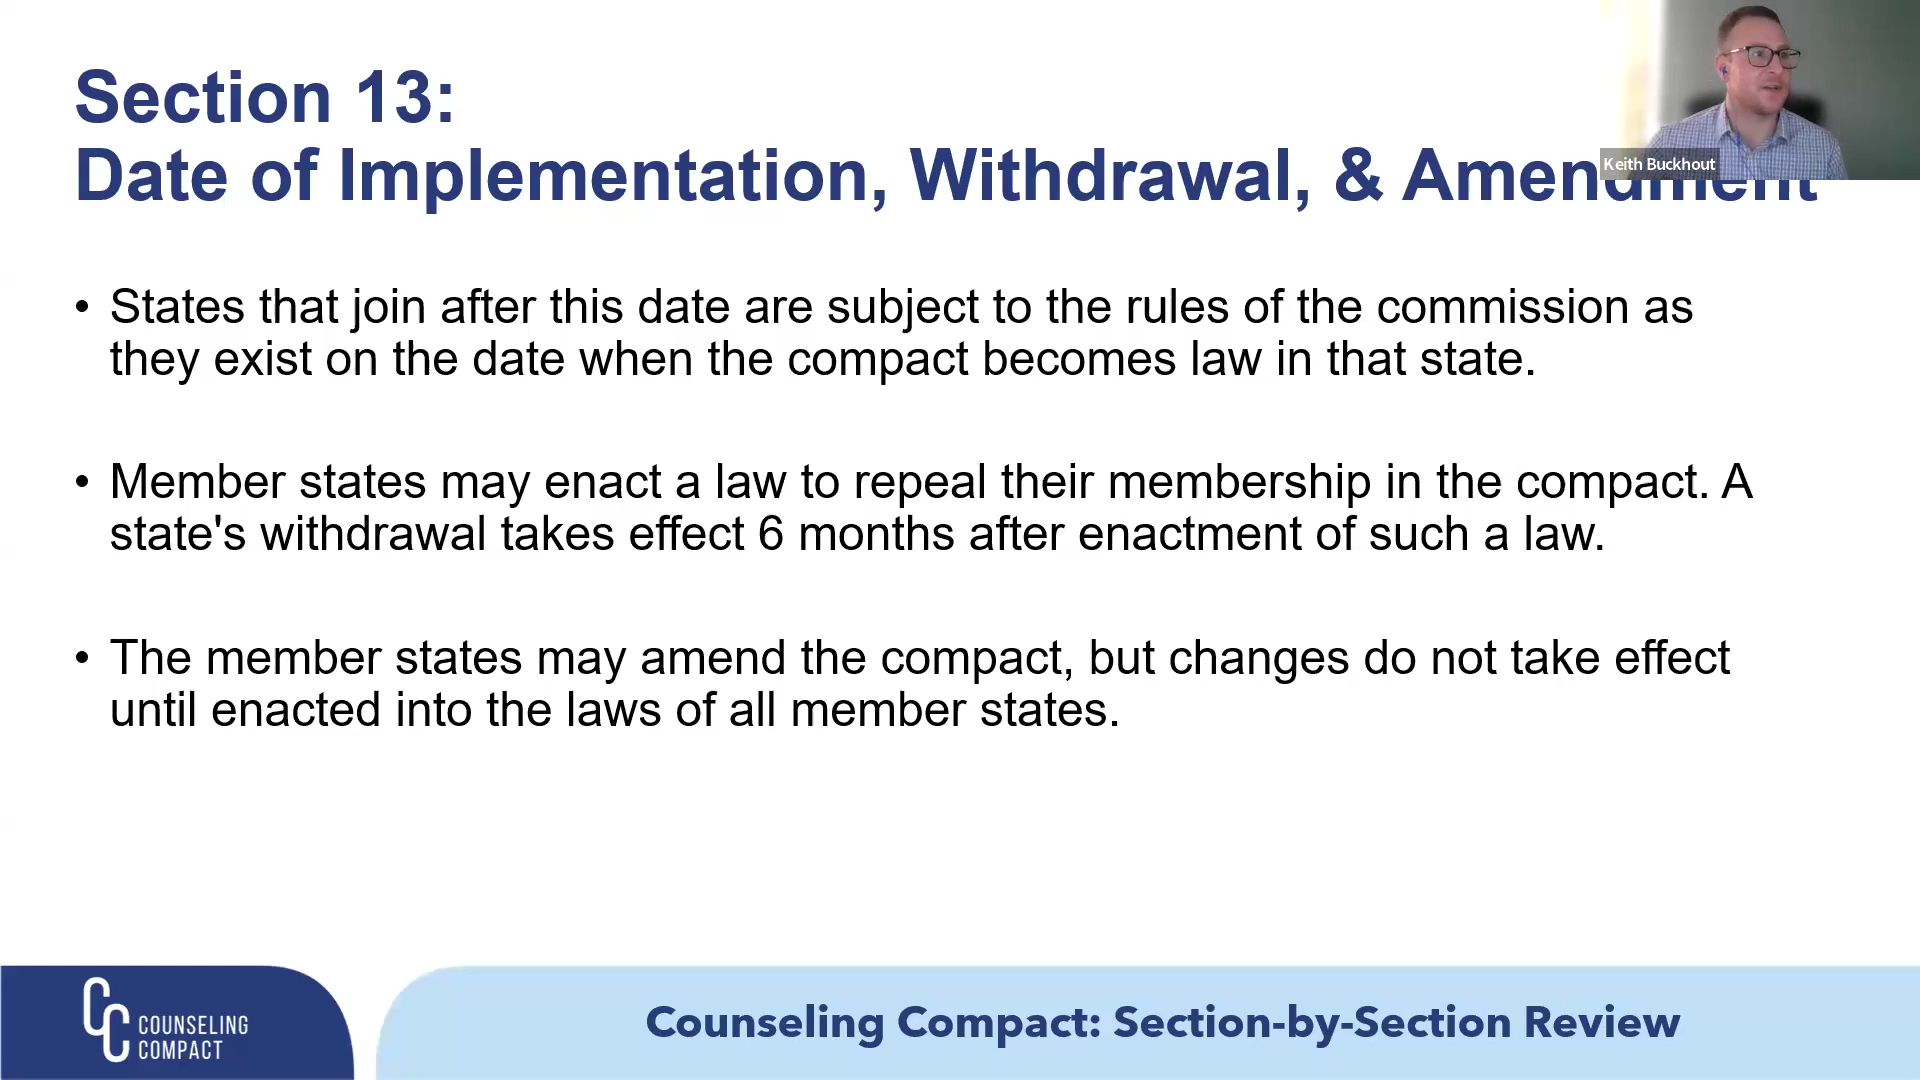 Section 13:
Date of Implementation, Withdrawal, & Amendment
Keith Buckhout
• States that join after this date are subject to the rules of the commission as
they exist on the date when the compact becomes law in that state.
• Member states may enact a law to repeal their membership in the compact. A
state's withdrawal takes effect 6 months after enactment of such a law.
• The member states may amend the compact, but changes do not take effect
until enacted into the laws of all member states.
CC COUNSELING
COMPACT
Counseling Compact: Section-by-Section Review